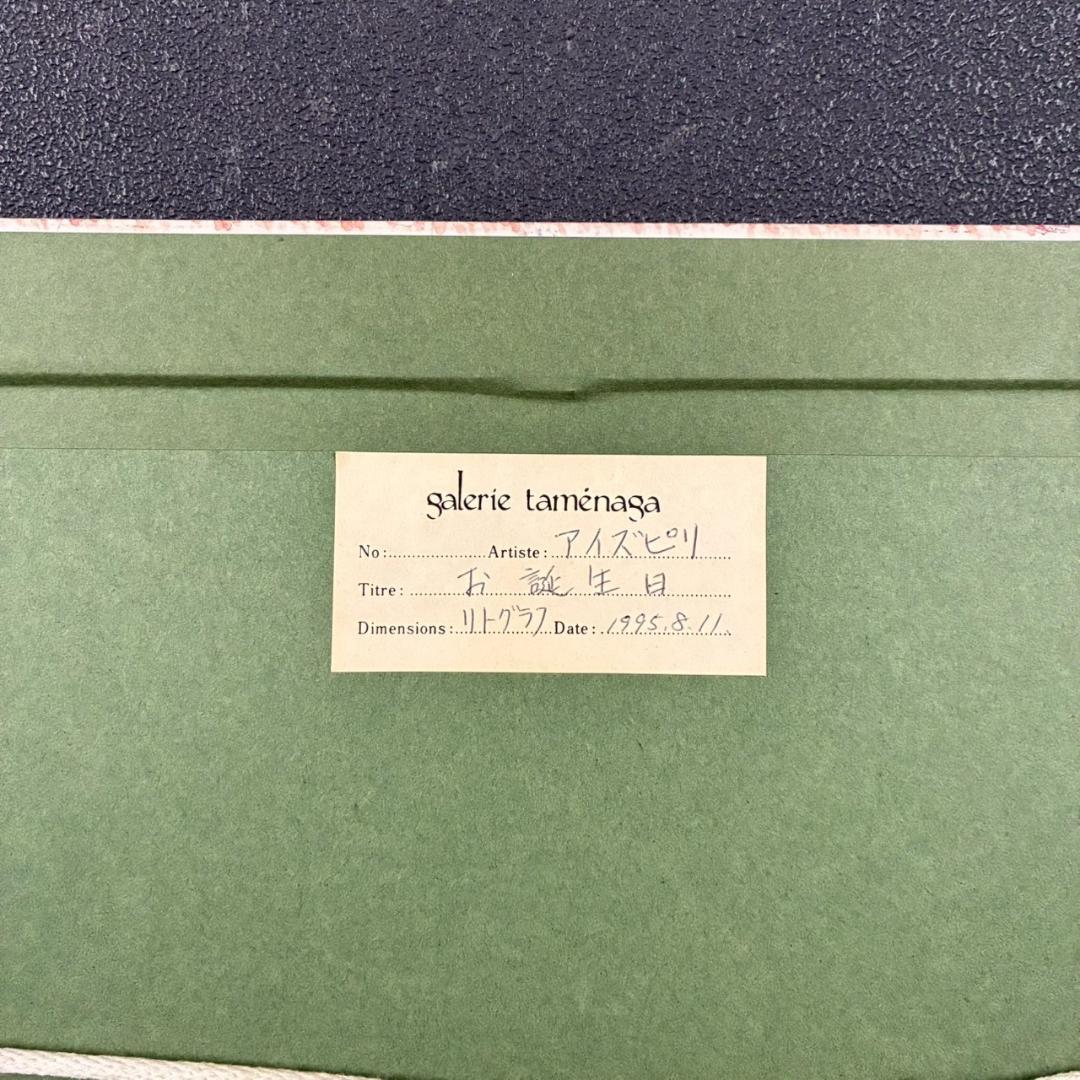 galerie taménaga
No:.................... Artiste: アイズピリ
Titre: お誕生日
Dimensions: リトグラフ Date: 1995.8.11.